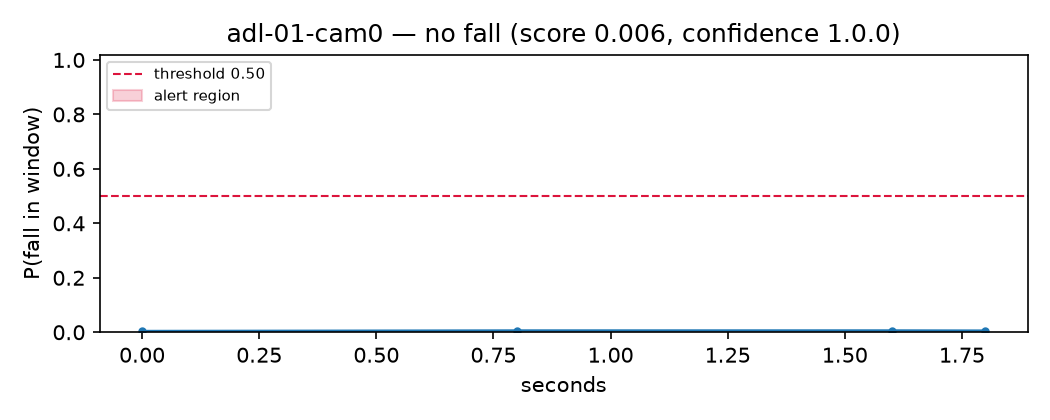 adl-01-cam0 — no fall (score 0.006, confidence 1.0.0)
threshold 0.50
alert region
P(fall in window)
1.0
0.8
0.6
0.4
0.2
0.0
0.00 0.25 0.50 0.75 1.00 1.25 1.50 1.75
seconds